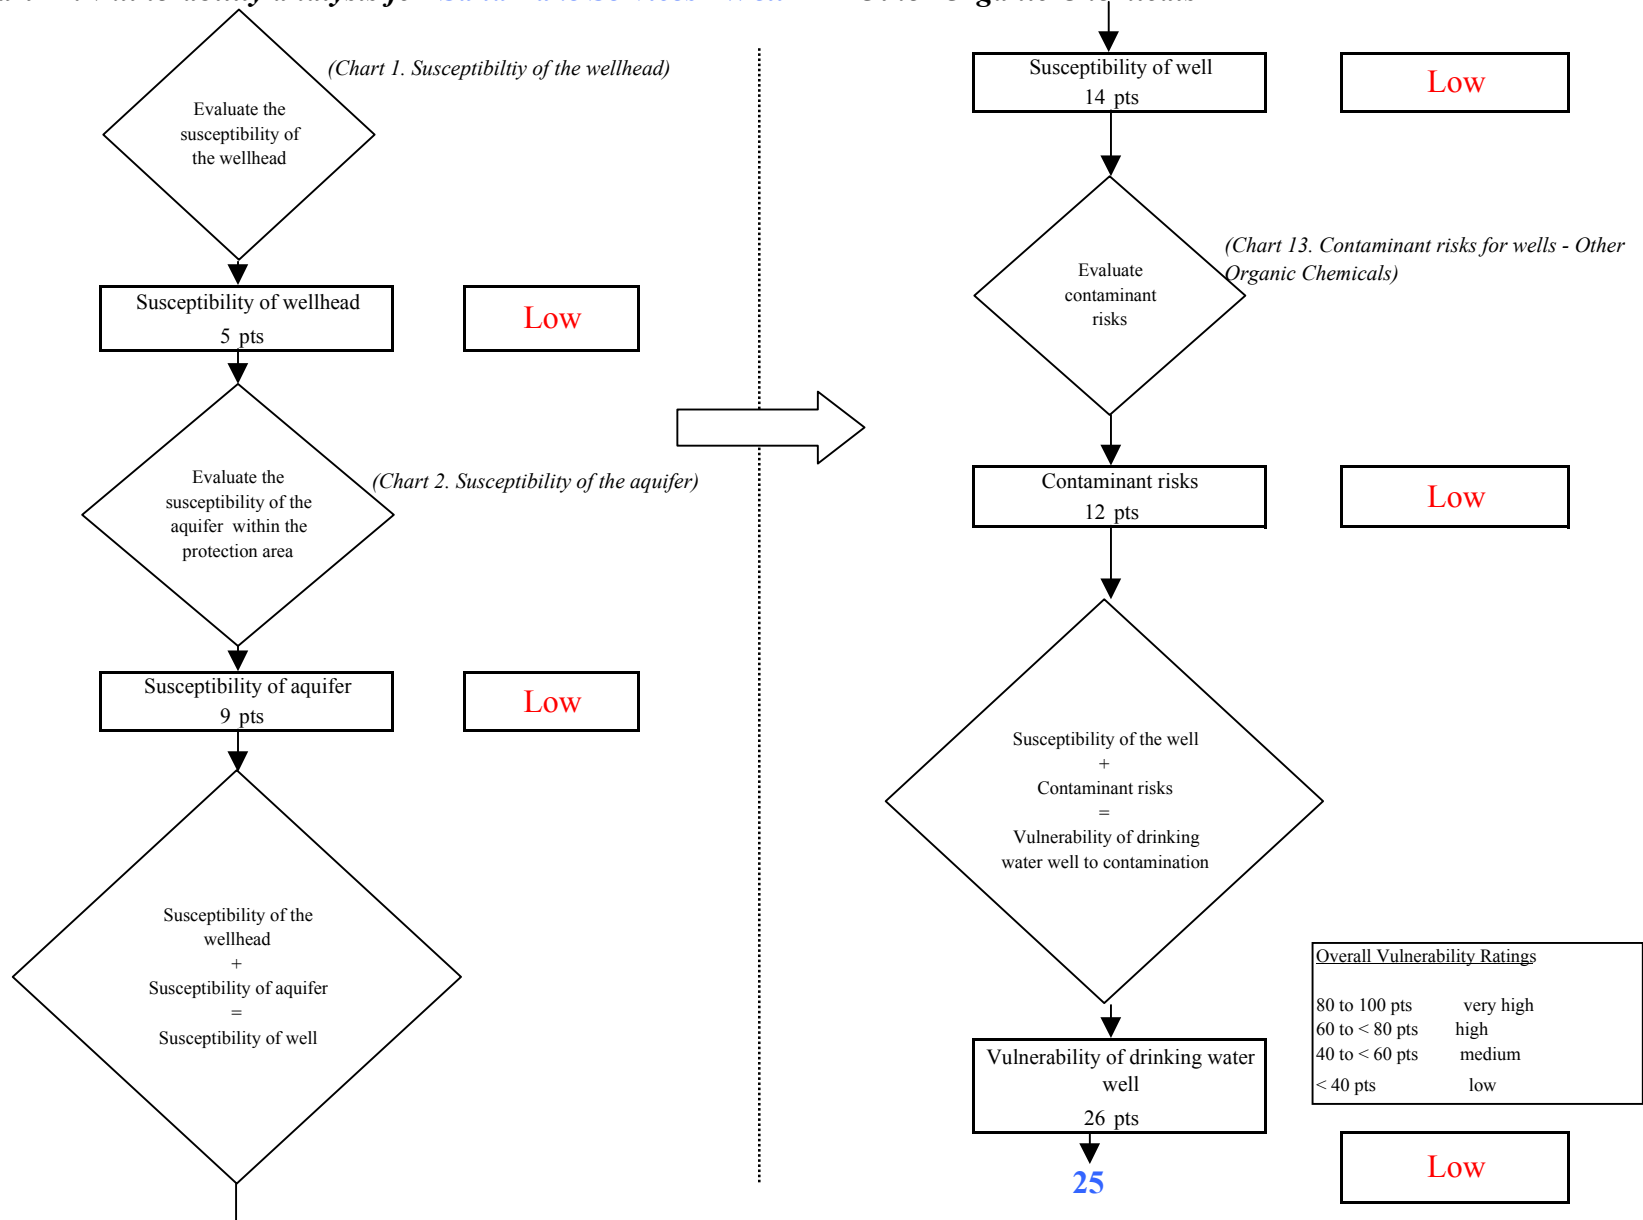 (Chart 1. Susceptibiltiy of the wellhead)
Evaluate the
susceptibility of
the wellhead
Susceptibility of wellhead
5 pts
Low
Evaluate the
susceptibility of the
aquifer within the
protection area
(Chart 2. Susceptibility of the aquifer)
Susceptibility of aquifer
9 pts
Low
Susceptibility of the
wellhead
+
Susceptibility of aquifer
=
Susceptibility of well
Susceptibility of well
14 pts
Low
Evaluate
contaminant
risks
(Chart 13. Contaminant risks for wells - Other
Organic Chemicals)
Contaminant risks
12 pts
Low
Susceptibility of the well
+
Contaminant risks
=
Vulnerability of drinking
water well to contamination
Overall Vulnerability Ratings
80 to 100 pts very high
60 to < 80 pts high
40 to < 60 pts medium
< 40 pts low
Vulnerability of drinking water
well
26 pts
25
Low